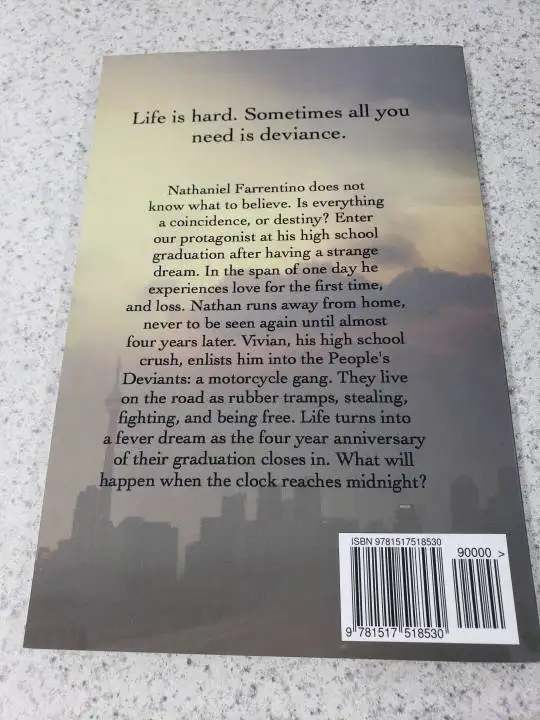 Life is hard. Sometimes all you
need is deviance.
Nathaniel Farrentino does not
know what to believe. Is everything
a coincidence, or destiny? Enter
our protagonist at his high school
graduation after having a strange
dream. In the span of one day he
experiences love for the first time,
and loss. Nathan runs away from home,
never to be seen again until almost
four years later. Vivian, his high school
crush, enlists him into the People's
Deviants: a motorcycle gang. They live
on the road as rubber tramps, stealing,
fighting, and being free. Life turns into
a fever dream as the four year anniversary
of their graduation closes in. What will
happen when the clock reaches midnight?
ISBN 9781517518530
90000 >
9 781517 518530